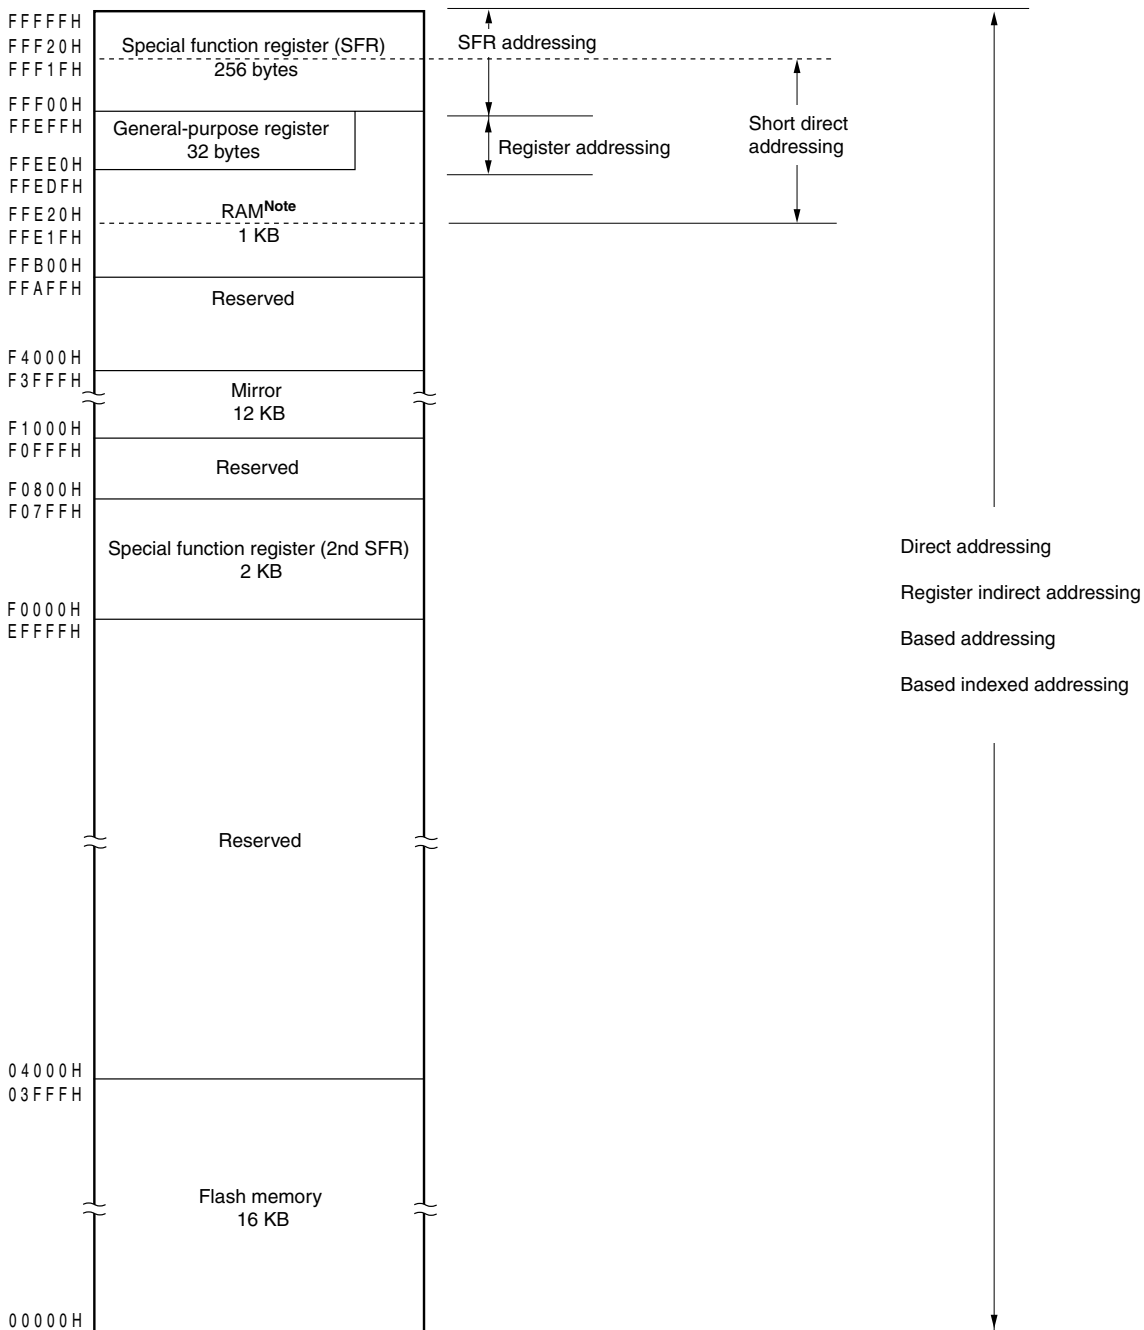 FFFFFH
FFF20H
FFF1FH
FFF00H
FFEFFH
FFEE0H
FFEDFH
FFE20H
FFE1FH
FFB00H
FFAFFH
F4000H
F3FFFH
F1000H
F0FFFH
F0800H
F07FFH
F0000H
EFFFFH
04000H
03FFFH
00000H
Special function register (SFR)
256 bytes
General-purpose register
32 bytes
RAMNote
1 KB
Reserved
Mirror
12 KB
Reserved
Special function register (2nd SFR)
2 KB
Reserved
Flash memory
16 KB
SFR addressing
Register addressing
Short direct
addressing
Direct addressing
Register indirect addressing
Based addressing
Based indexed addressing